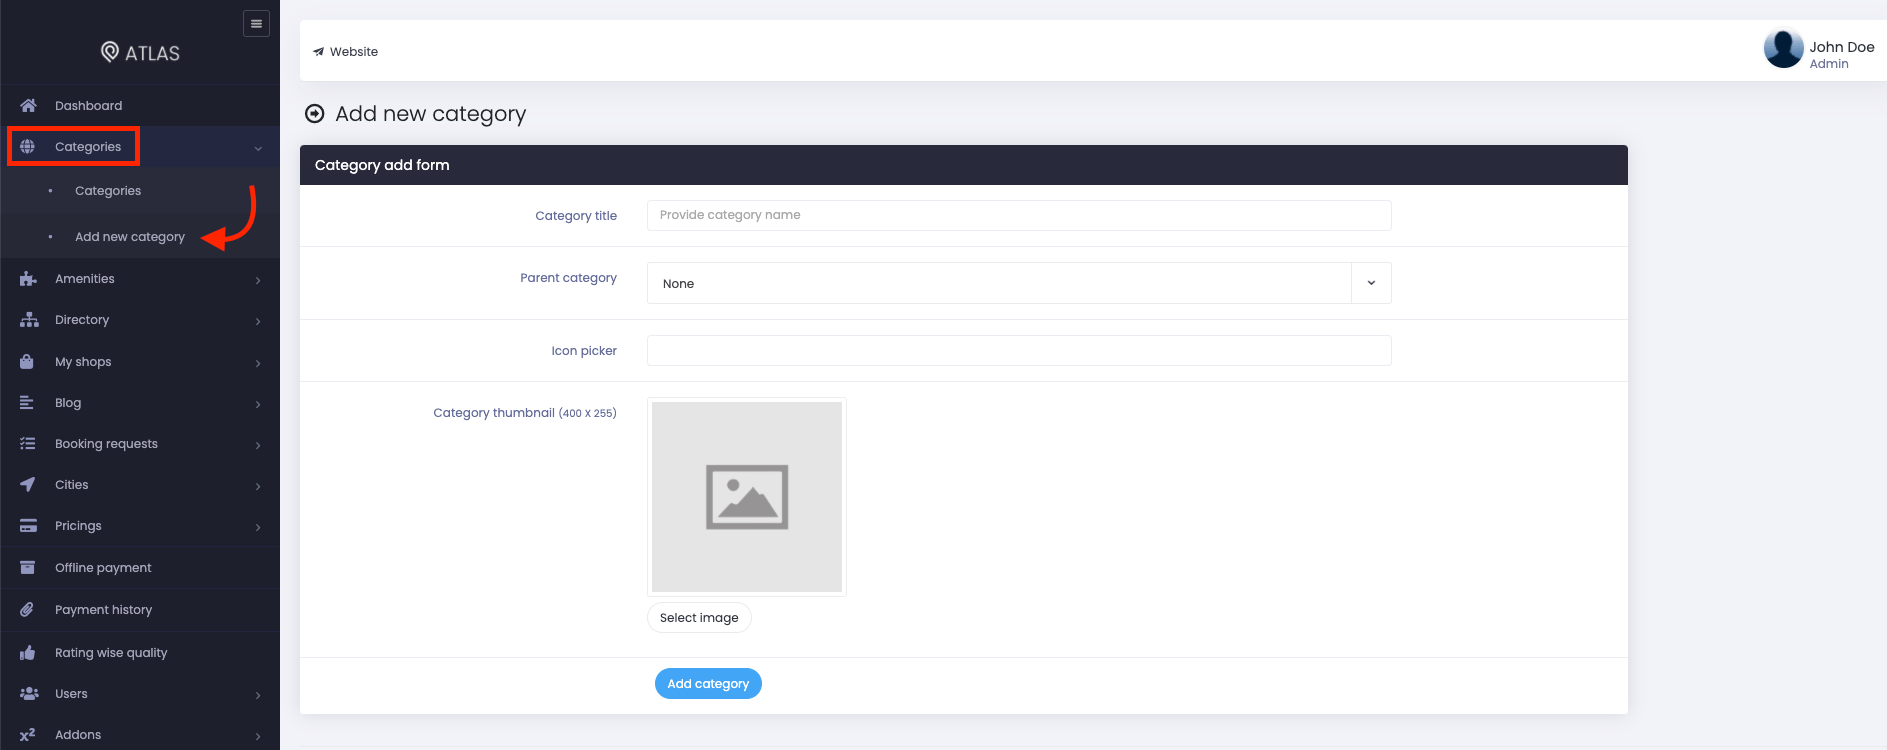 ATLAS
Dashboard
Categories
Categories
Add new category
Amenities
Directory
My shops
Blog
Booking requests
Cities
Pricings
Offline payment
Payment history
Rating wise quality
Users
Addons
Website
John Doe
Admin
Add new category
Category add form
Category title
Provide category name
Parent category
None
Icon picker
Category thumbnail (400 X 255)
Select image
Add category